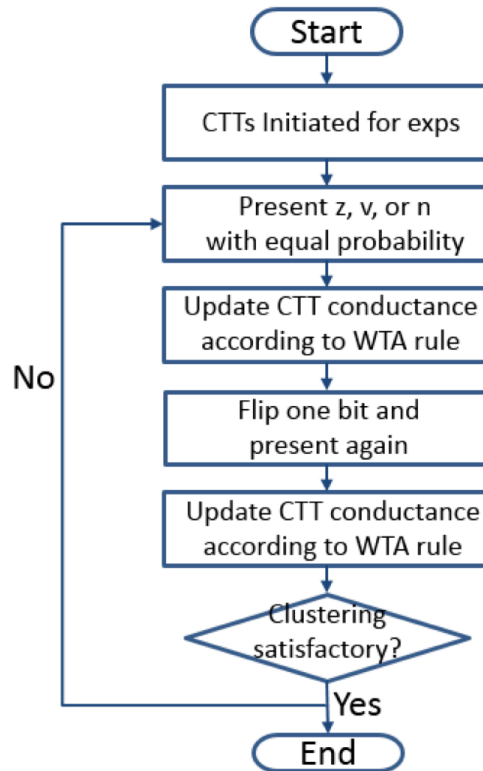 Start
CTTs Initiated for exps
Present z, v, or n
with equal probability
Update CTT conductance
according to WTA rule
No
Flip one bit and
present again
Update CTT conductance
according to WTA rule
Clustering
satisfactory?
Yes
End